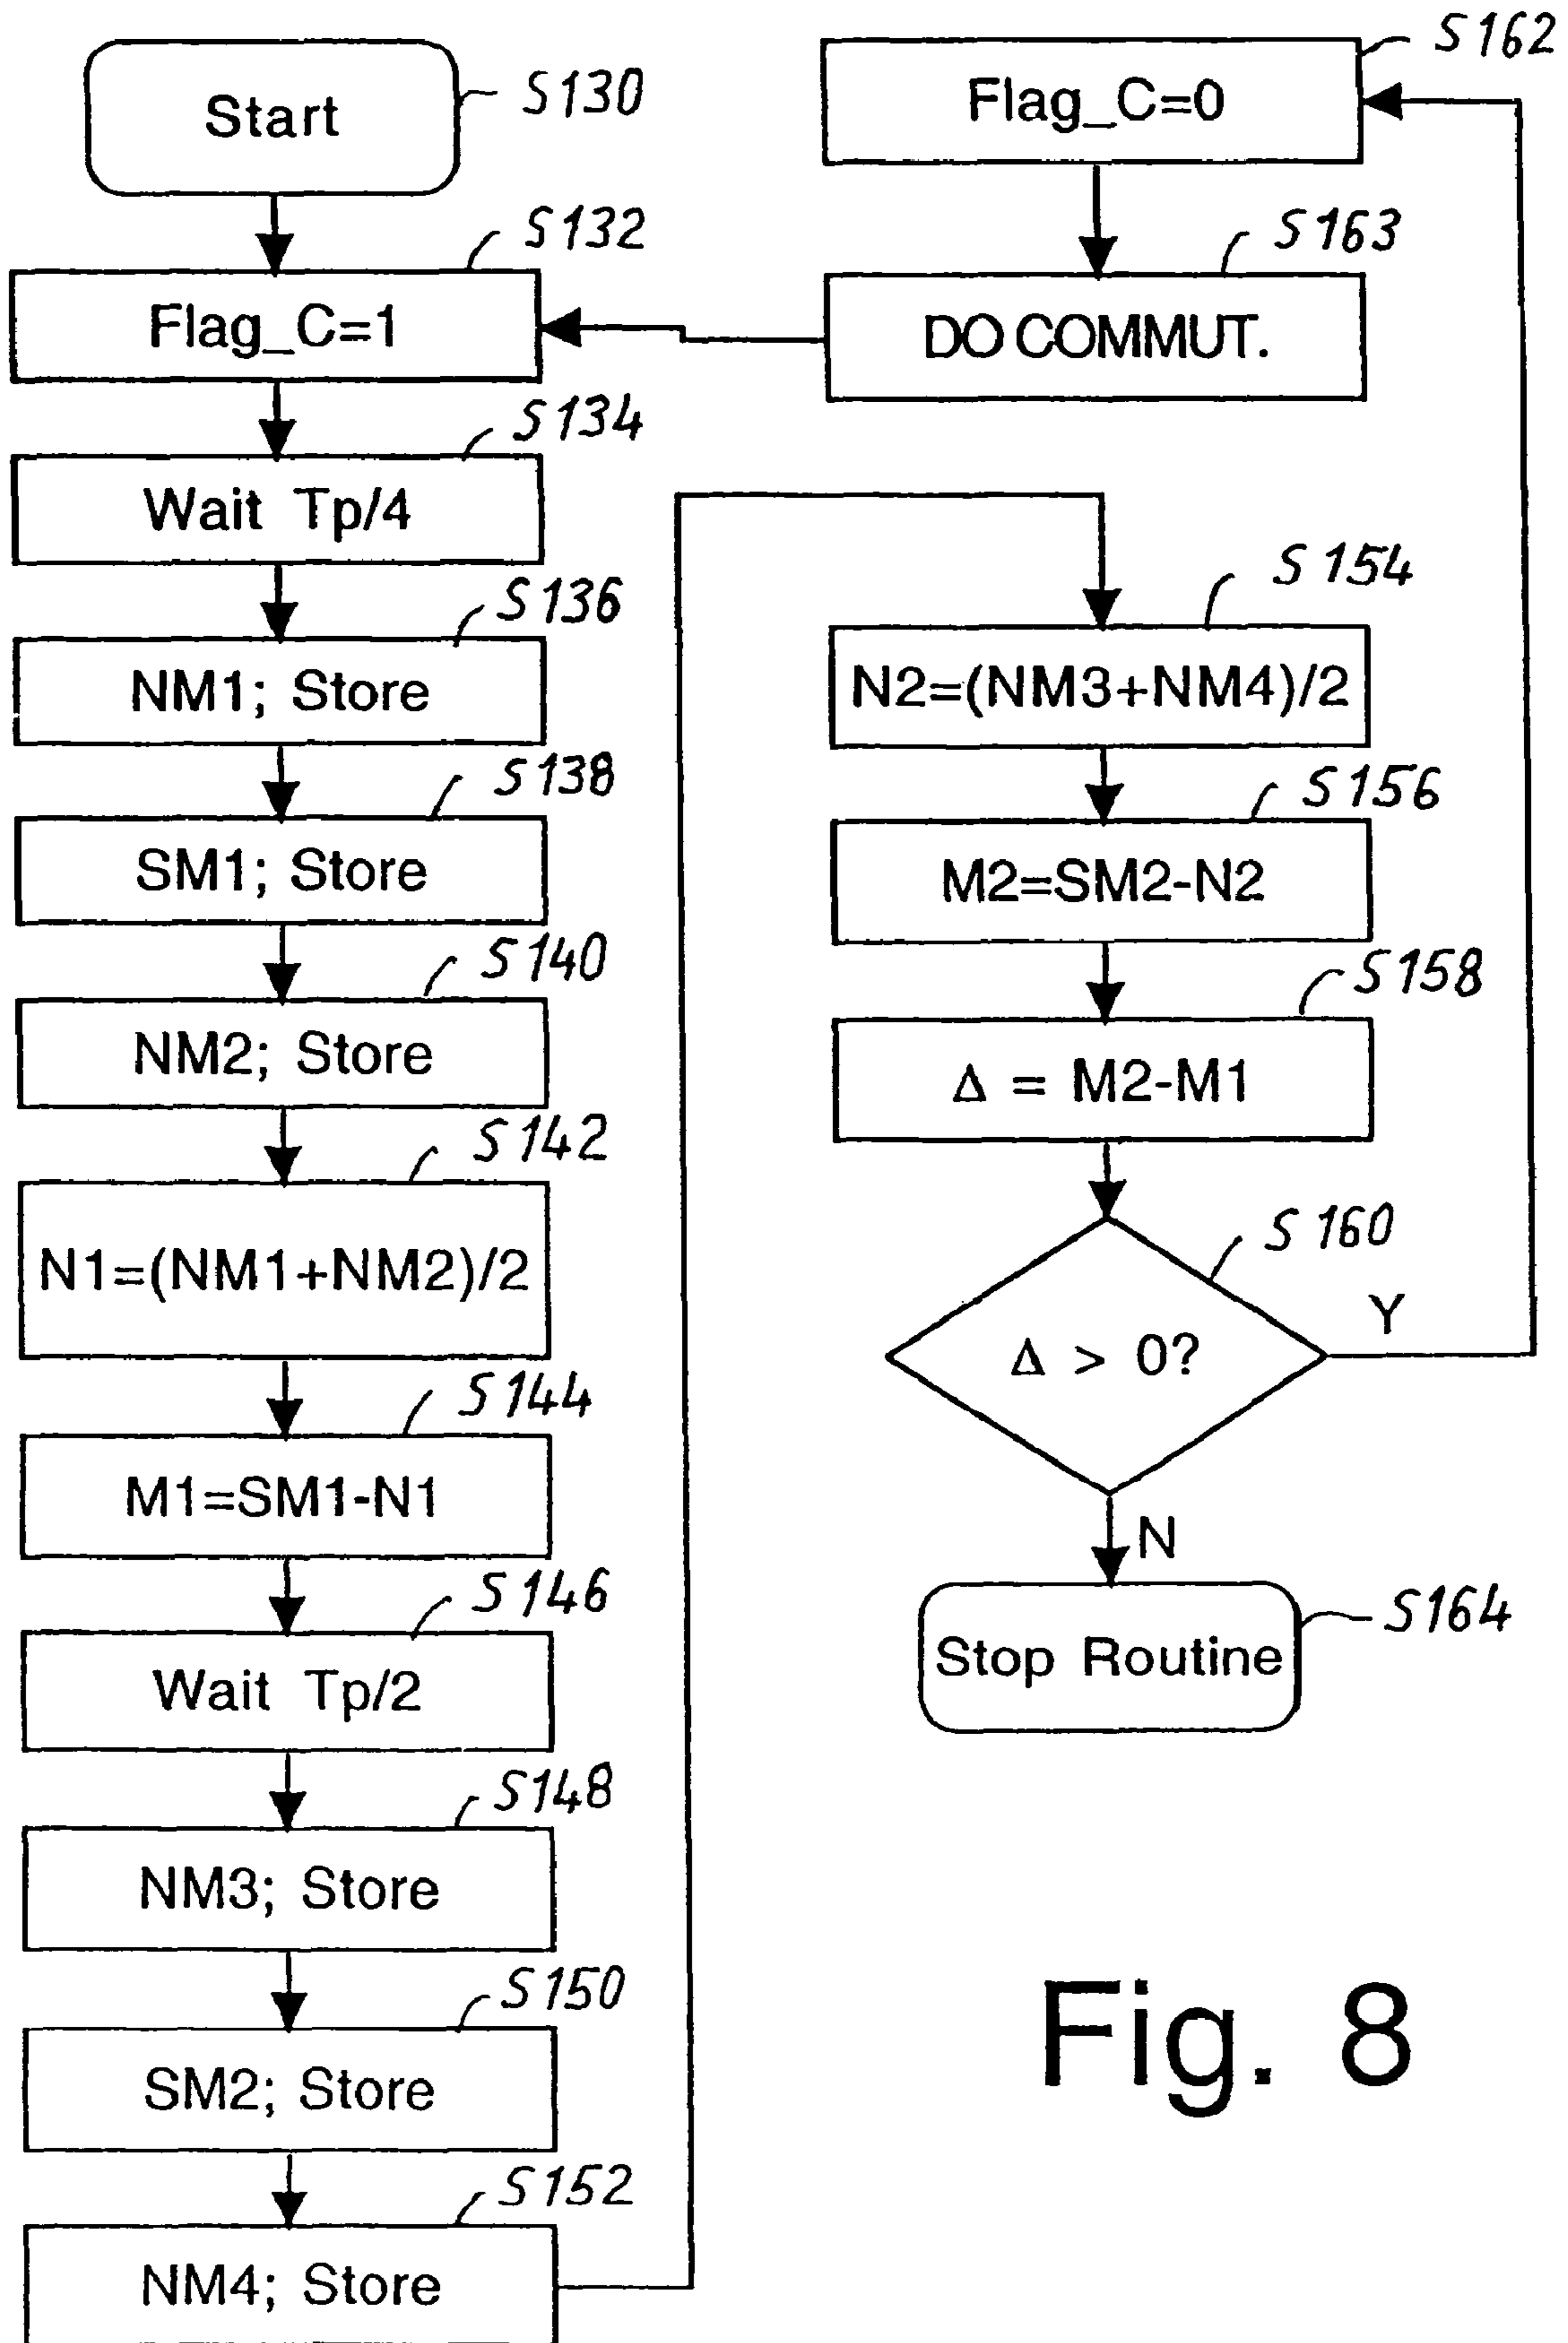 Start
S130
S132
Flag_C=1
S134
Wait Tp/4
S136
NM1; Store
S138
SM1; Store
S140
NM2; Store
S142
N1=(NM1+NM2)/2
S144
M1=SM1-N1
S146
Wait Tp/2
S148
NM3; Store
S150
SM2; Store
S152
NM4; Store
S162
Flag_C=0
S163
DO COMMUT.
S154
N2=(NM3+NM4)/2
S156
M2=SM2-N2
S158
Δ = M2-M1
S160
Δ > 0?
Y
N
Stop Routine
S164
Fig. 8